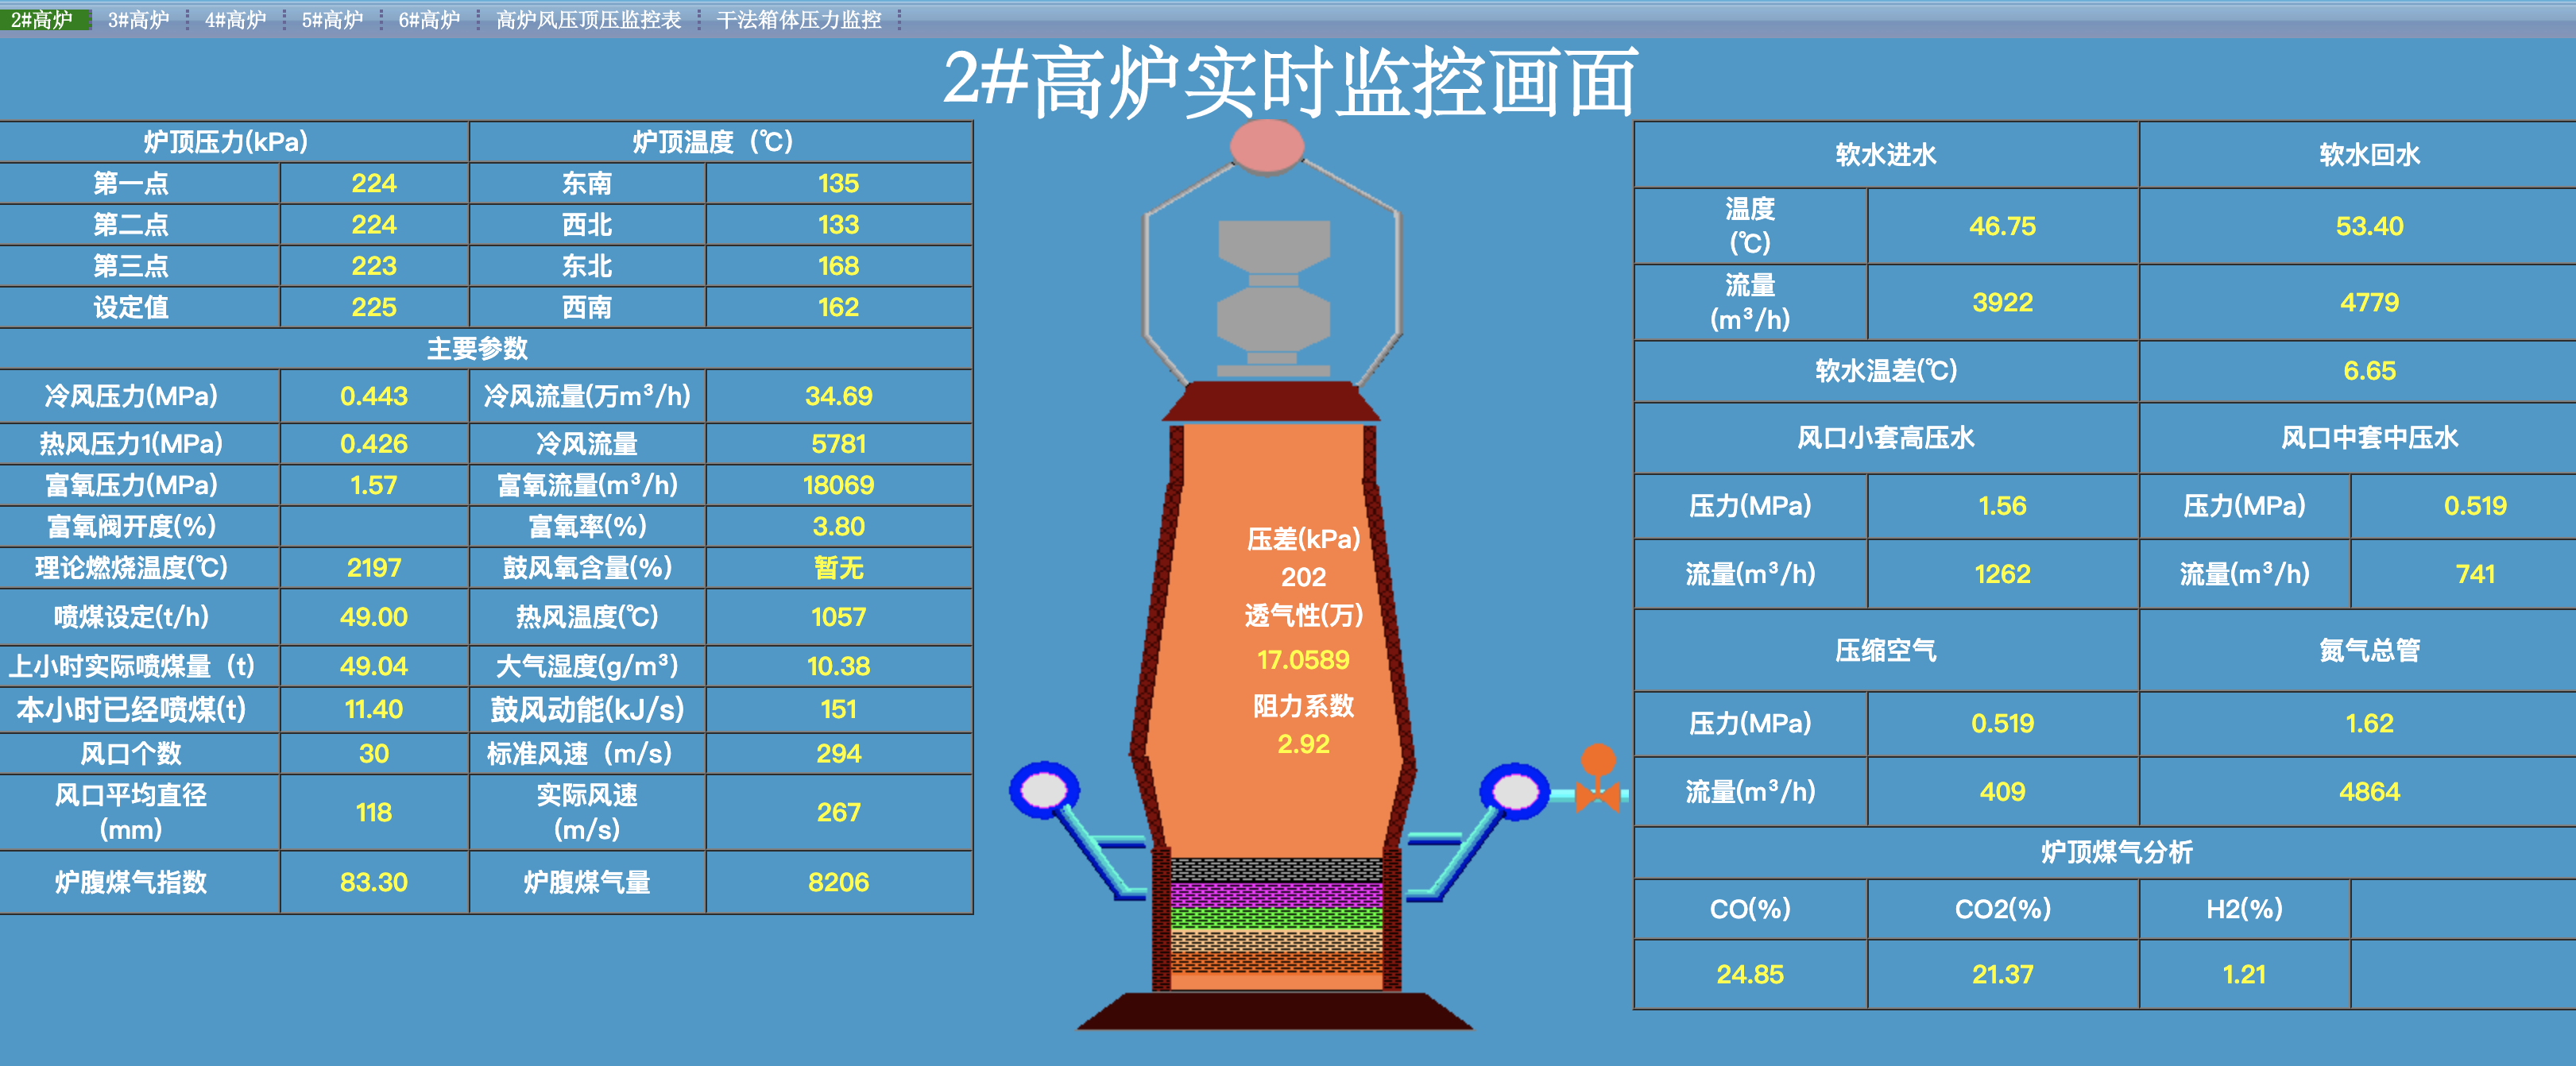 2#高炉 3#高炉 4#高炉 5#高炉 6#高炉 高炉风压顶压监控表 干法箱体压力监控
2#高炉实时监控画面
炉顶压力(kPa) 炉顶温度（℃）
第一点 224 东南 135
第二点 224 西北 133
第三点 223 东北 168
设定值 225 西南 162
主要参数
冷风压力(MPa) 0.443 冷风流量(万m³/h) 34.69
热风压力1(MPa) 0.426 冷风流量 5781
富氧压力(MPa) 1.57 富氧流量(m³/h) 18069
富氧阀开度(%) 富氧率(%) 3.80
理论燃烧温度(℃) 2197 鼓风氧含量(%) 暂无
喷煤设定(t/h) 49.00 热风温度(℃) 1057
上小时实际喷煤量（t） 49.04 大气湿度(g/m³) 10.38
本小时已经喷煤(t) 11.40 鼓风动能(kJ/s) 151
风口个数 30 标准风速（m/s） 294
风口平均直径
(mm) 118 实际风速
(m/s) 267
炉腹煤气指数 83.30 炉腹煤气量 8206
压差(kPa)
202
透气性(万)
17.0589
阻力系数
2.92
软水进水 软水回水
温度
(℃) 46.75 53.40
流量
(m³/h) 3922 4779
软水温差(℃) 6.65
风口小套高压水 风口中套中压水
压力(MPa) 1.56 压力(MPa) 0.519
流量(m³/h) 1262 流量(m³/h) 741
压缩空气 氮气总管
压力(MPa) 0.519 1.62
流量(m³/h) 409 4864
炉顶煤气分析
CO(%) CO2(%) H2(%)
24.85 21.37 1.21